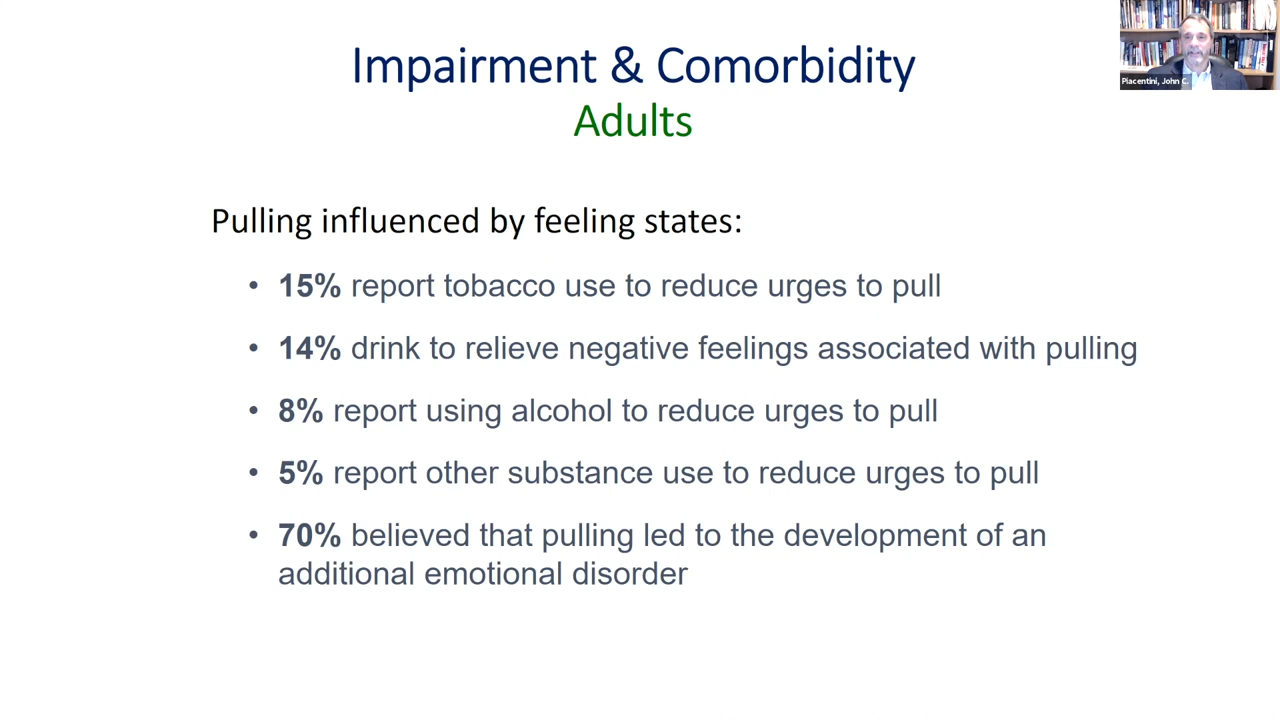 Impairment & Comorbidity
Adults
Piacentini, John C.
Pulling influenced by feeling states:
• 15% report tobacco use to reduce urges to pull
• 14% drink to relieve negative feelings associated with pulling
• 8% report using alcohol to reduce urges to pull
• 5% report other substance use to reduce urges to pull
• 70% believed that pulling led to the development of an
additional emotional disorder